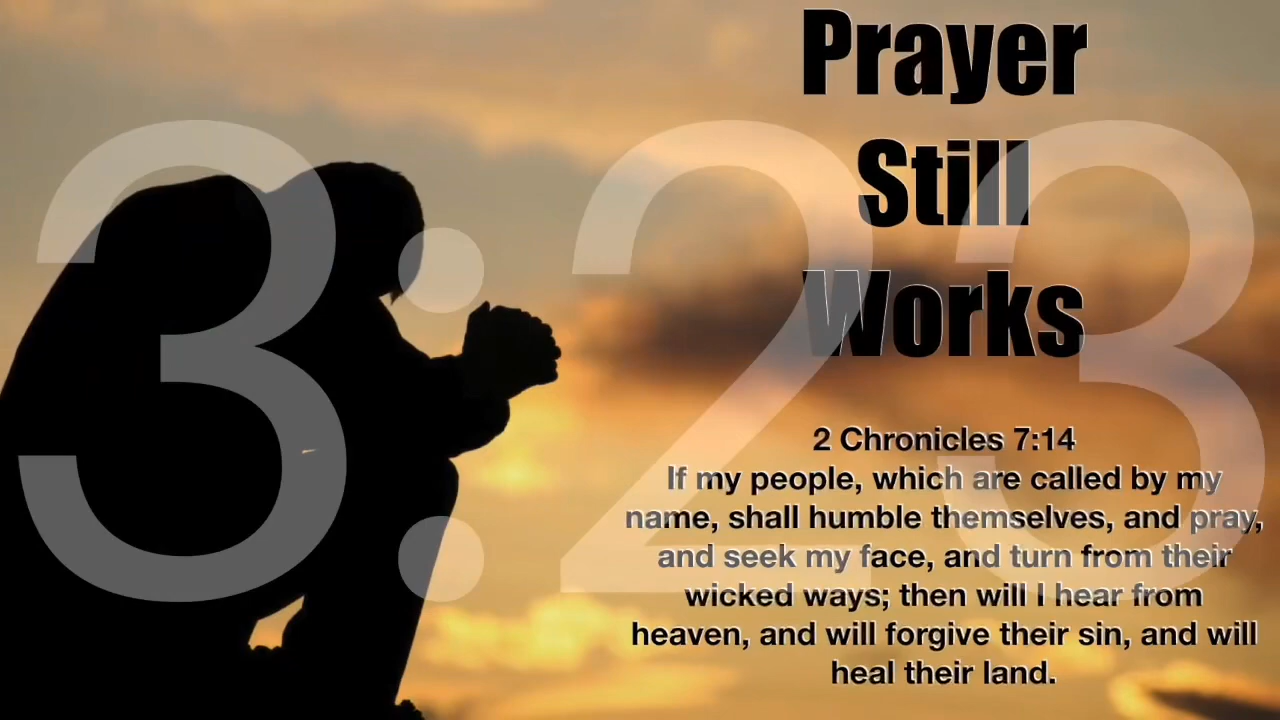 Prayer
Still
Works
3:23
2 Chronicles 7:14
If my people, which are called by my
name, shall humble themselves, and pray,
and seek my face, and turn from their
wicked ways; then will I hear from
heaven, and will forgive their sin, and will
heal their land.